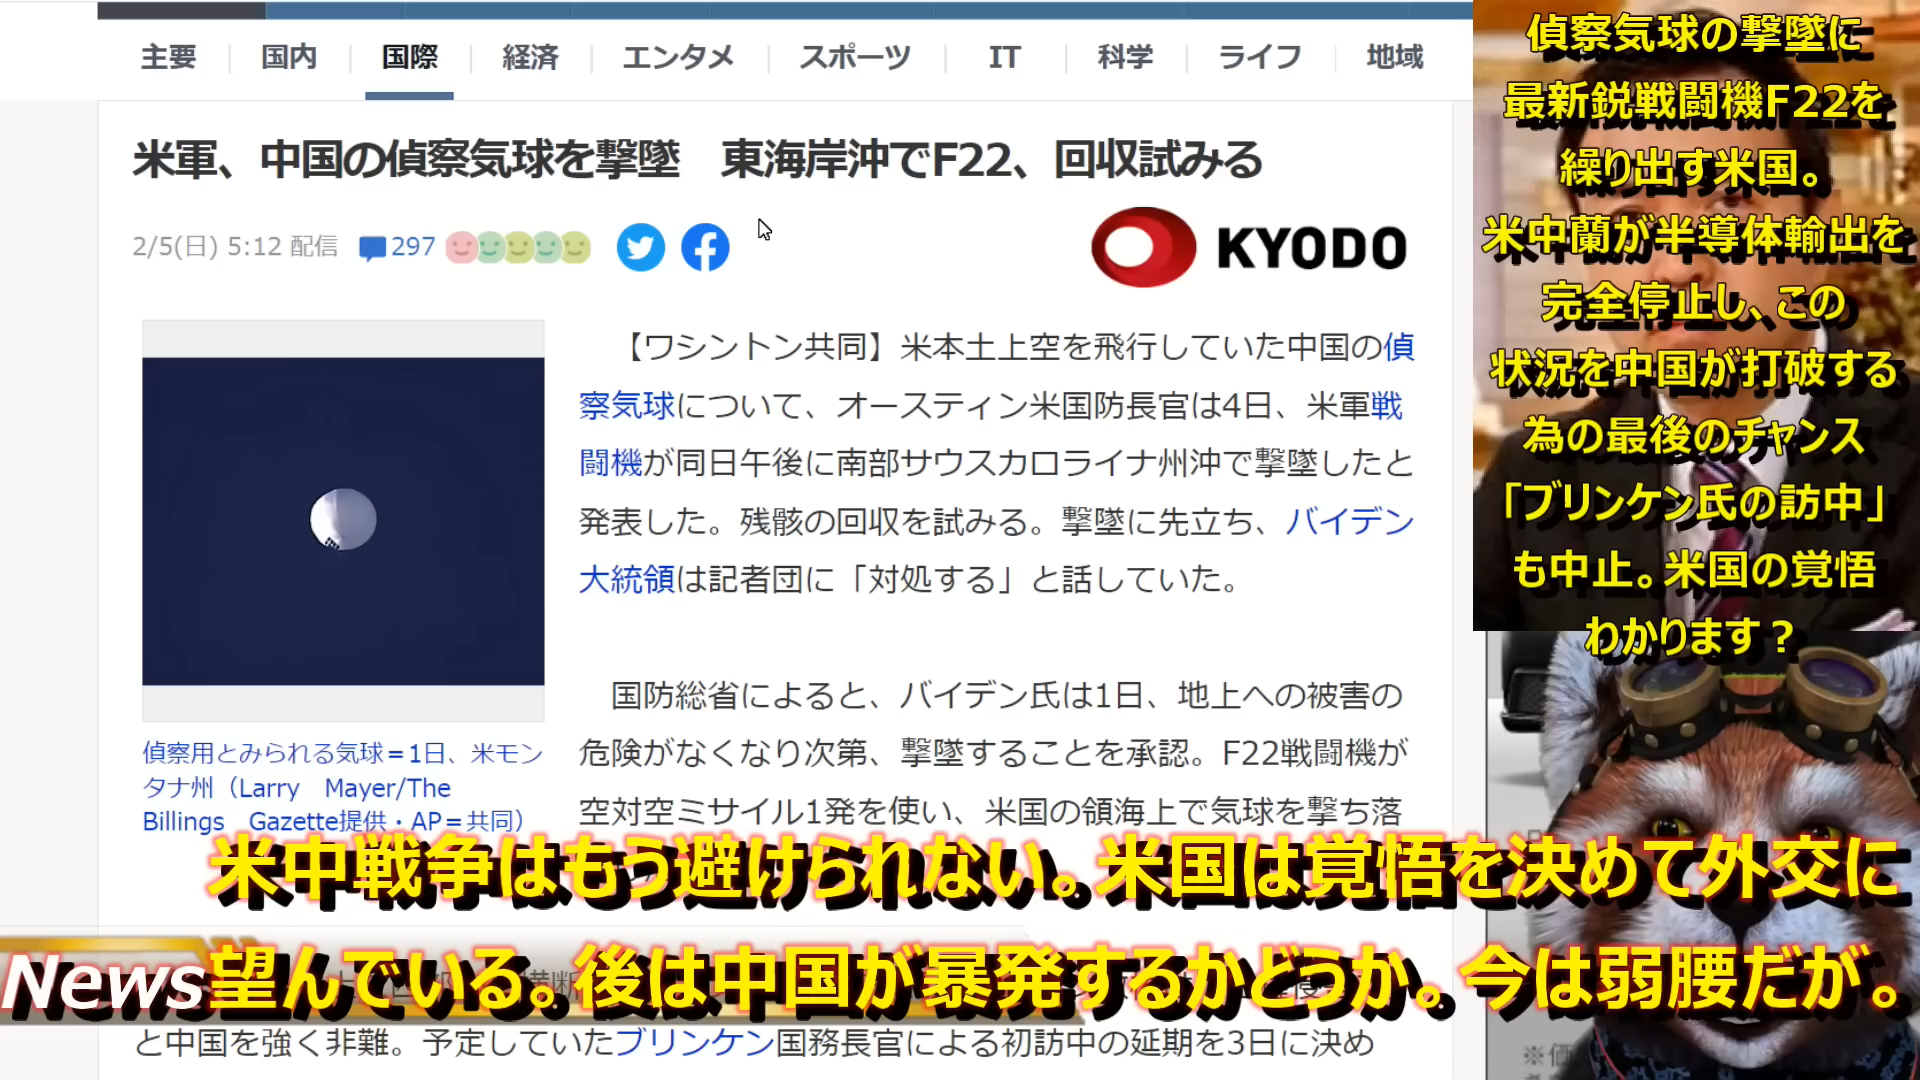 主要
国内
国際
経済
エンタメ
スポーツ
IT
科学
ライフ
地域
米軍、中国の偵察気球を撃墜　東海岸沖でF22、回収試みる
2/5(日) 5:12 配信
297
KYODO
【ワシントン共同】米本土上空を飛行していた中国の偵
察気球について、オースティン米国防長官は4日、米軍戦
闘機が同日午後に南部サウスカロライナ州沖で撃墜したと
発表した。残骸の回収を試みる。撃墜に先立ち、バイデン
大統領は記者団に「対処する」と話していた。
国防総省によると、バイデン氏は1日、地上への被害の
危険がなくなり次第、撃墜することを承認。F22戦闘機が
空対空ミサイル1発を使い、米国の領海上で気球を撃ち落
偵察用とみられる気球＝1日、米モン
タナ州（Larry　Mayer/The
Billings　Gazette提供・AP＝共同）
と中国を強く非難。予定していたブリンケン国務長官による初訪中の延期を3日に決め
偵察気球の撃墜に
最新鋭戦闘機F22を
繰り出す米国。
米中蘭が半導体輸出を
完全停止し、この
状況を中国が打破する
為の最後のチャンス
「ブリンケン氏の訪中」
も中止。米国の覚悟
わかります？
米中戦争はもう避けられない。米国は覚悟を決めて外交に
News
望んでいる。後は中国が暴発するかどうか。今は弱腰だが。